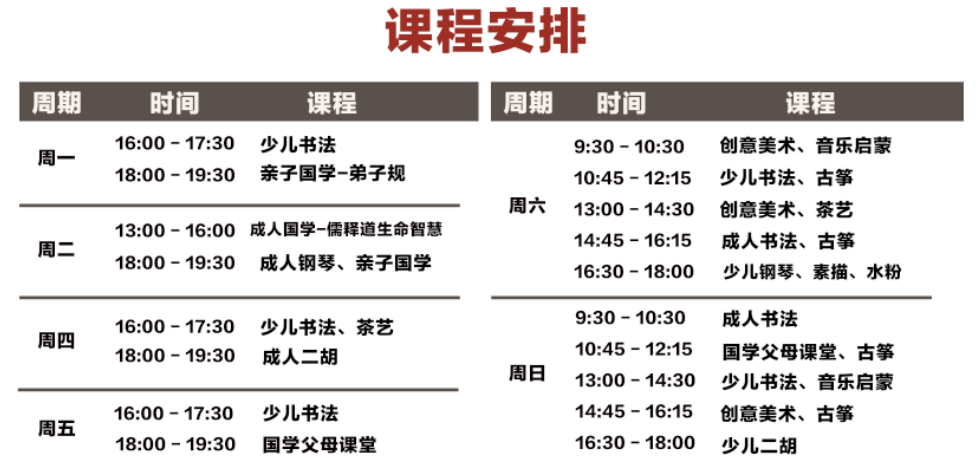 课程安排
周期 时间 课程
周一
16:00 - 17:30 少儿书法
18:00 - 19:30 亲子国学-弟子规
周二
13:00 - 16:00 成人国学-儒释道生命智慧
18:00 - 19:30 成人钢琴、亲子国学
周四
16:00 - 17:30 少儿书法、茶艺
18:00 - 19:30 成人二胡
周五
16:00 - 17:30 少儿书法
18:00 - 19:30 国学父母课堂
周期 时间 课程
周六
9:30 - 10:30 创意美术、音乐启蒙
10:45 - 12:15 少儿书法、古筝
13:00 - 14:30 创意美术、茶艺
14:45 - 16:15 成人书法、古筝
16:30 - 18:00 少儿钢琴、素描、水粉
周日
9:30 - 10:30 成人书法
10:45 - 12:15 国学父母课堂、古筝
13:00 - 14:30 少儿书法、音乐启蒙
14:45 - 16:15 创意美术、古筝
16:30 - 18:00 少儿二胡